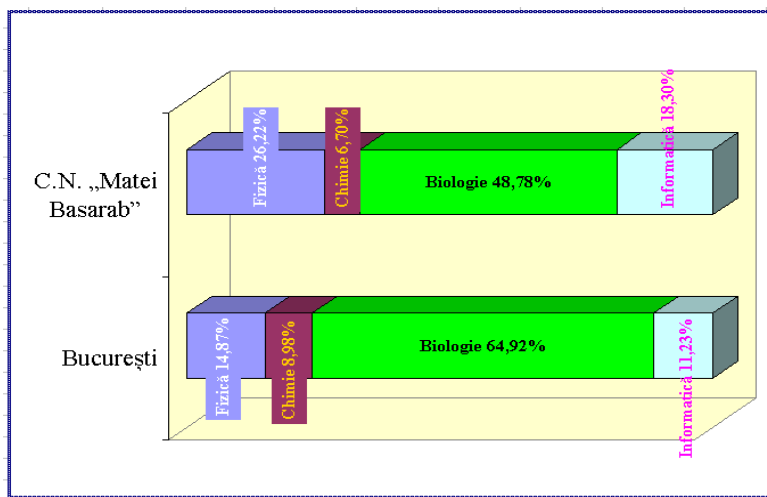 C.N. „Matei
Basarab”
Fizică 26,22%
Chimie 6,70%
Biologie 48,78%
Informatică 18,30%
București
Fizică 14,87%
Chimie 8,98%
Biologie 64,92%
Informatică 11,23%